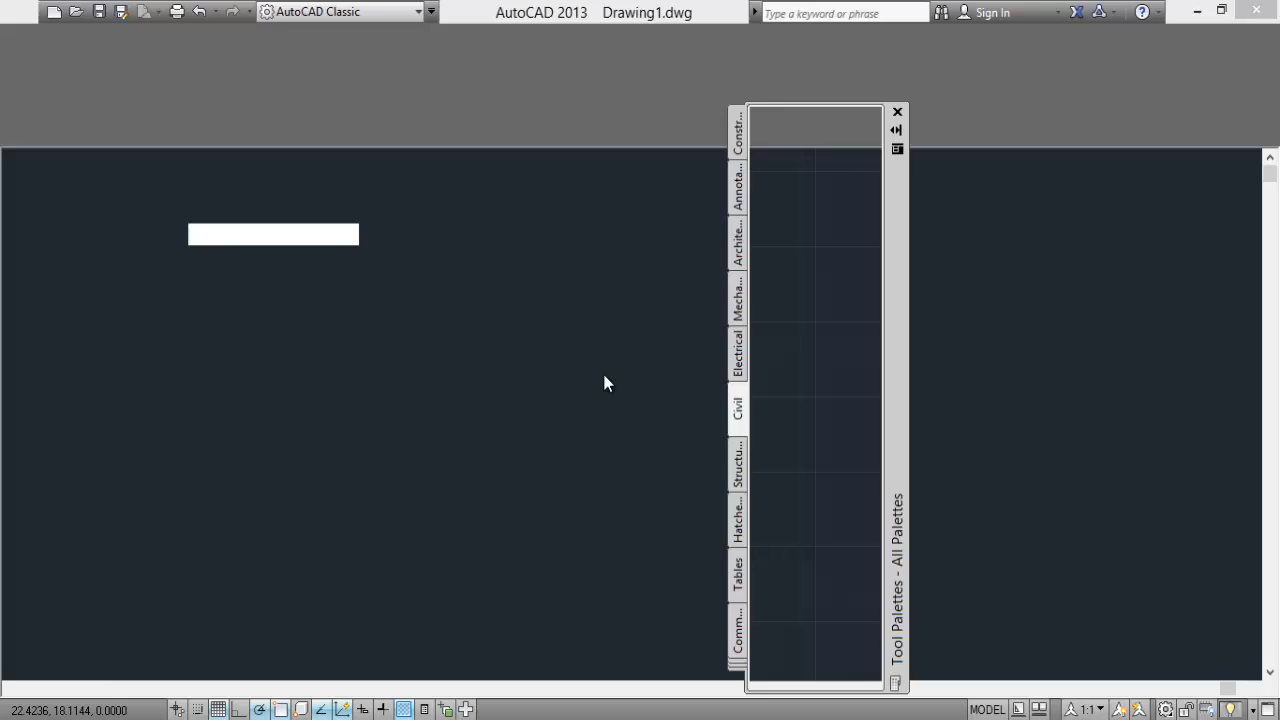 AutoCAD Classic
AutoCAD 2013 Drawing1.dwg
Type a keyword or phrase
Sign In
Constr...
Annota...
Archite...
Mecha...
Electrical
Civil
Structu...
Hatche...
Tables
Comm...
Tool Palettes - All Palettes
22.4236, 18.1144, 0.0000
MODEL
1:1